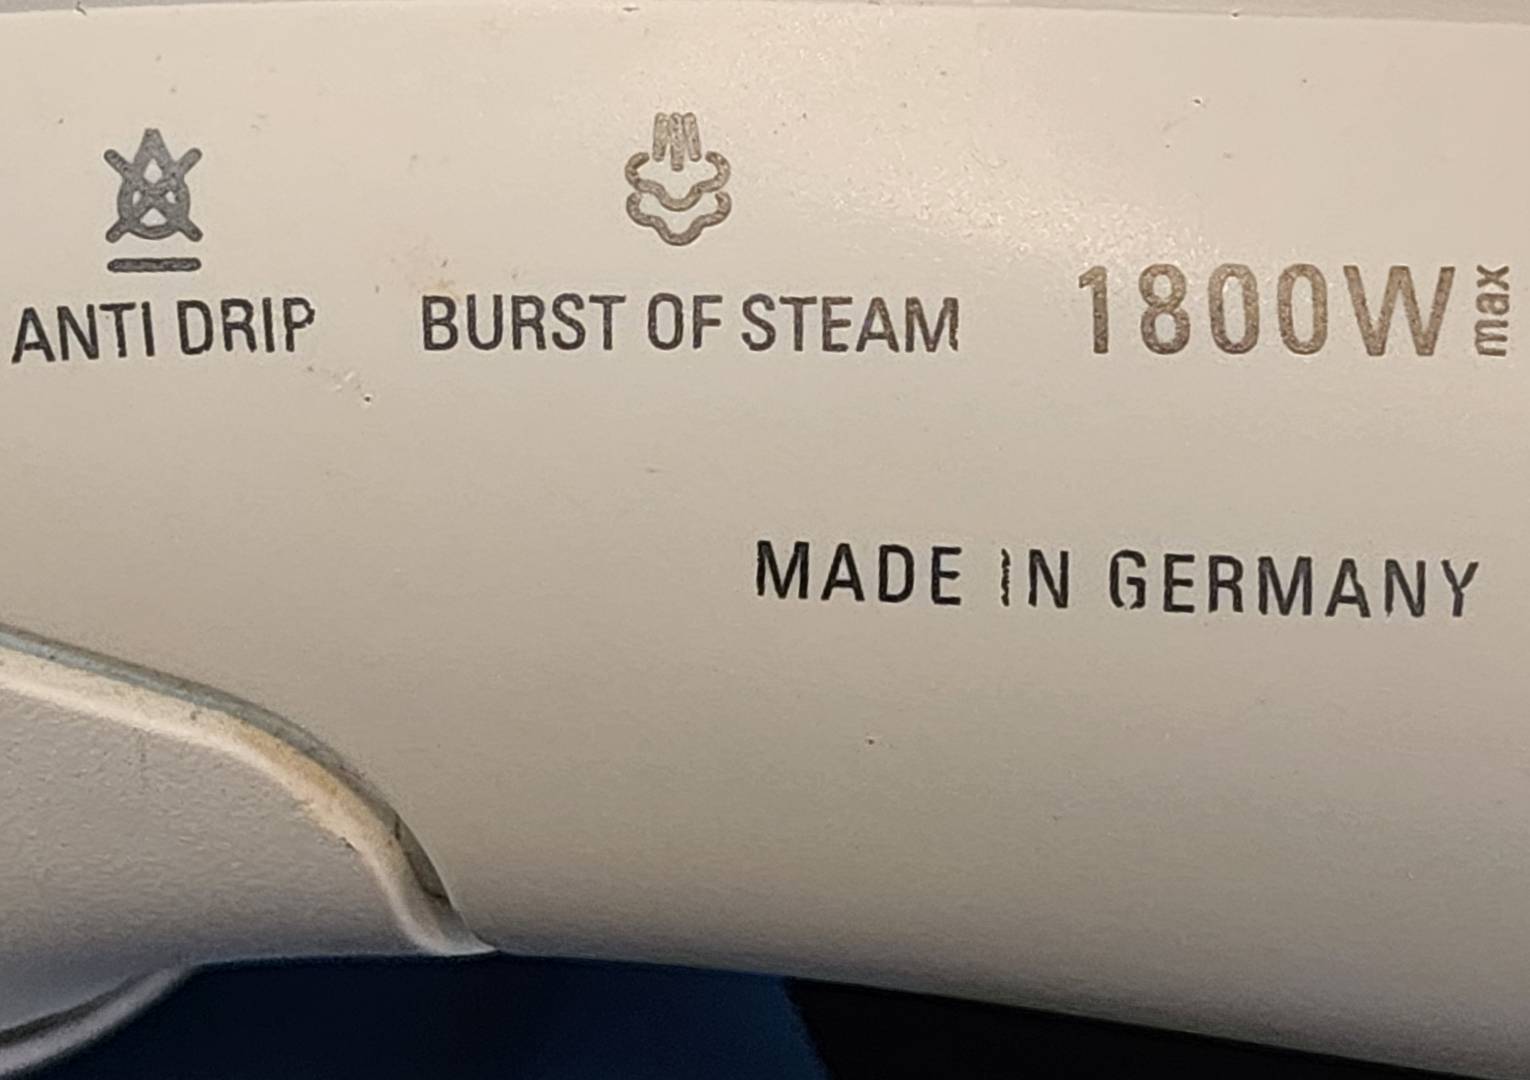 ANTI DRIP BURST OF STEAM 1800W max
MADE IN GERMANY